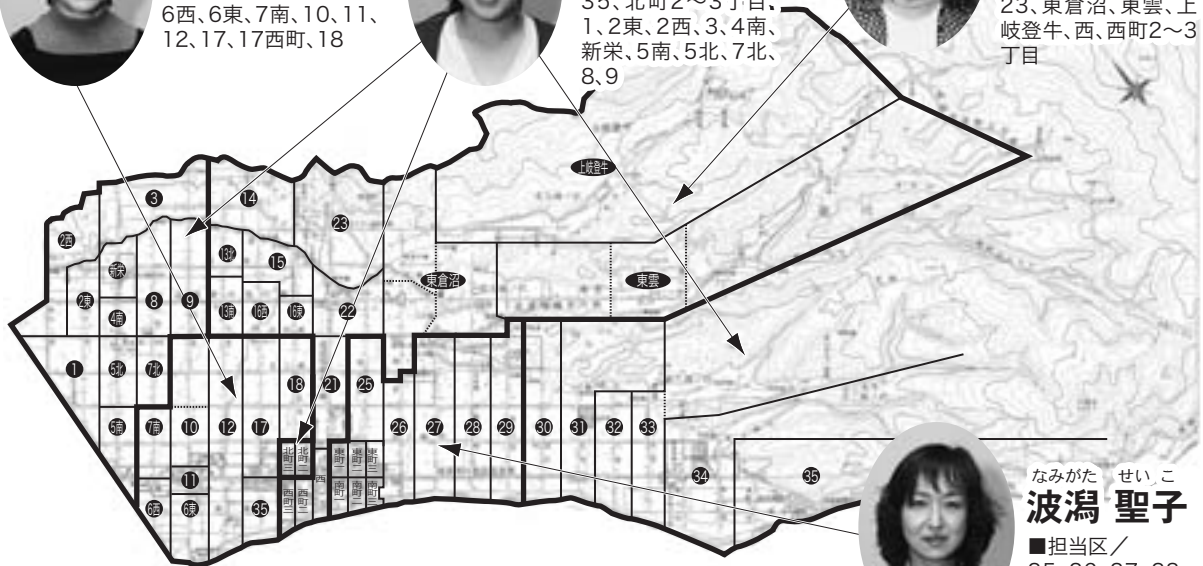 6西、6東、7南、10、11、
12、17、17西町、18
35、北町2〜3丁目、
1、2東、2西、3、4南、
新栄、5南、5北、7北、
8、9
23、東倉沼、東雲、上
岐登牛、西、西町2〜3
丁目
上岐登牛
3
14
23
2西
13北
15
新栄
東倉沼
東雲
2東
8
9
4南
13南
16西
16東
22
1
5北
7北
18
21
25
5南
7南
10
12
17
26
27
28
29
30
31
32
33
北町三
北町二
東町一
東町二
東町三
11
西
34
35
6西
6東
35
西町三
西町二
南町一
南町二
南町三
なみがた せいこ
波潟 聖子
■担当区/